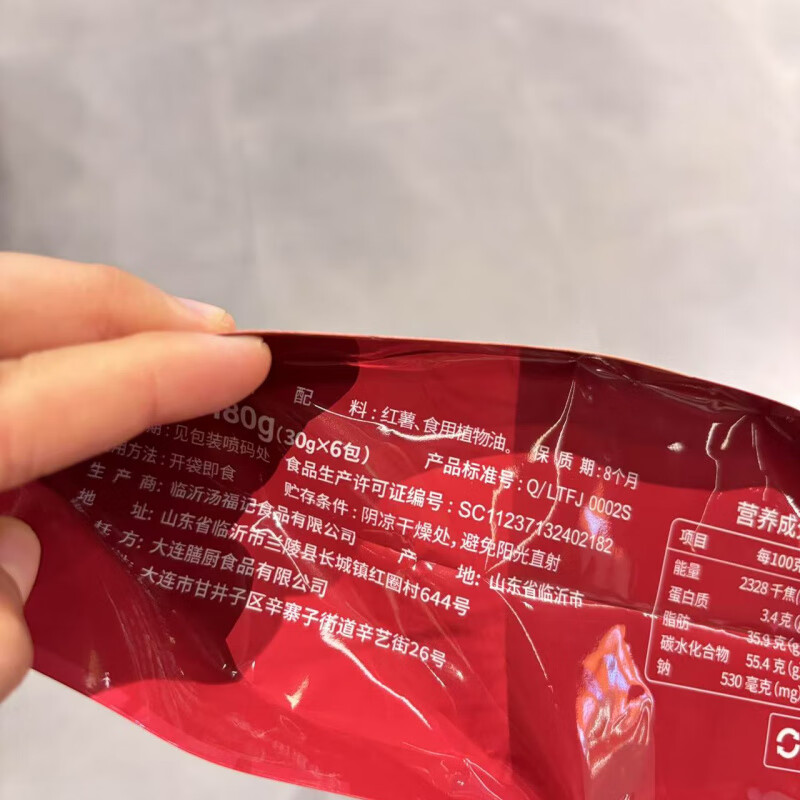 180g(30g×6包)
配 料:红薯、食用植物油。
期:见包装喷码处
产品标准号:Q/LTFJ 0002S
保 质 期:8个月
用方法:开袋即食
食品生产许可证编号:SC11237132402182
生 产 商:临沂汤福记食品有限公司
贮存条件:阴凉干燥处,避免阳光直射
地 址:山东省临沂市兰陵县长城镇红圈村644号
产 地:山东省临沂市
托 方:大连膳厨食品有限公司
大连市甘井子区辛寨子街道辛艺街26号
营养成
项目 每100克
能量 2328 千焦
蛋白质 3.4 克
脂肪 35.9 克(g
碳水化合物 55.4 克(g
钠 530 毫克(mg)